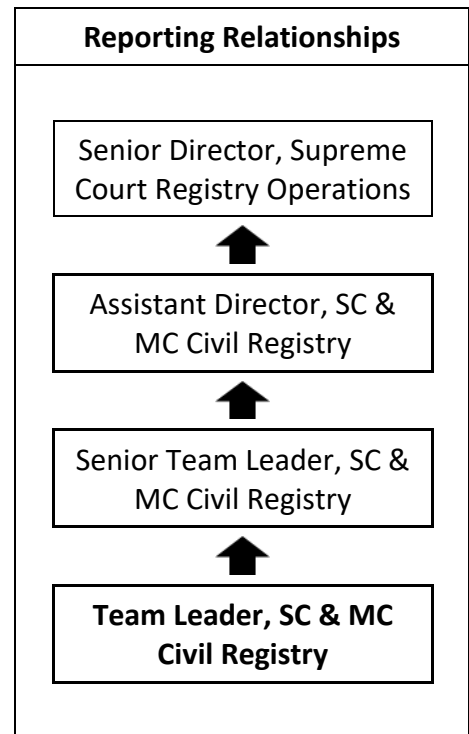 Reporting Relationships
Senior Director, Supreme
Court Registry Operations
Assistant Director, SC &
MC Civil Registry
Senior Team Leader, SC &
MC Civil Registry
Team Leader, SC & MC
Civil Registry